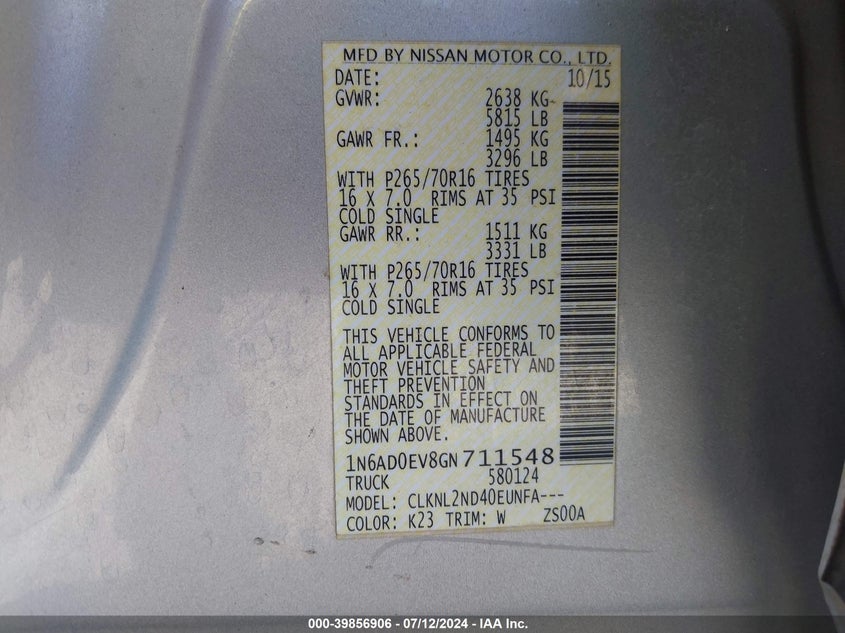 MFD BY NISSAN MOTOR CO., LTD.
DATE: 10/15
GVWR: 2638 KG
5815 LB
GAWR FR.: 1495 KG
3296 LB
WITH P265/70R16 TIRES
16 X 7.0 RIMS AT 35 PSI
COLD SINGLE
GAWR RR.: 1511 KG
3331 LB
WITH P265/70R16 TIRES
16 X 7.0 RIMS AT 35 PSI
COLD SINGLE
THIS VEHICLE CONFORMS TO
ALL APPLICABLE FEDERAL
MOTOR VEHICLE SAFETY AND
THEFT PREVENTION
STANDARDS IN EFFECT ON
THE DATE OF MANUFACTURE
SHOWN ABOVE.
1N6AD0EV8GN711548
TRUCK 580124
MODEL: CLKNL2ND40EUNFA---
COLOR: K23 TRIM: W ZS00A
000-39856906 - 07/12/2024 - IAA Inc.